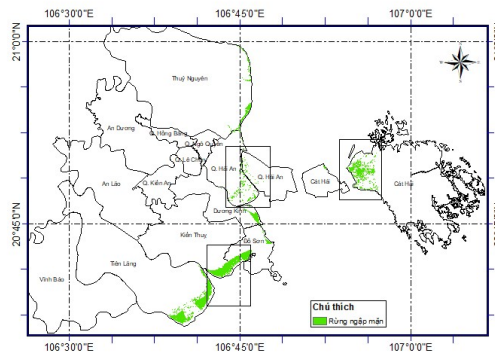 106°30'0"E 106°45'0"E 107°0'0"E
21°0'0"N
Thuỷ Nguyên
An Dương
Q. Hồng Bàng
Q. Ngô Quyền
Q. Lê Chân
Q. Hải An
Q. Hải An
Cát Hải
Cát Hải
An Lão
Q. Kiến An
20°45'0"N
Dương Kinh
Kiến Thuỵ
Đồ Sơn
Tiên Lãng
Vĩnh Bảo
Chú thích
Rừng ngập mặn
106°30'0"E 106°45'0"E 107°0'0"E